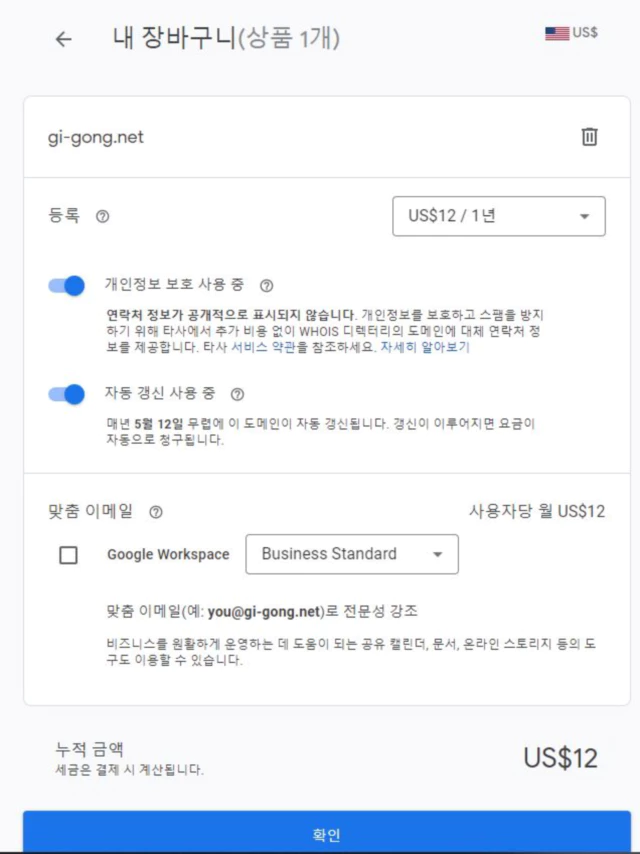 내 장바구니(상품 1개)
US$
gi-gong.net
등록
US$12 / 1년
개인정보 보호 사용 중
연락처 정보가 공개적으로 표시되지 않습니다. 개인정보를 보호하고 스팸을 방지
하기 위해 타사에서 추가 비용 없이 WHOIS 디렉터리의 도메인에 대체 연락처 정
보를 제공합니다. 타사 서비스 약관을 참조하세요. 자세히 알아보기
자동 갱신 사용 중
매년 5월 12일 무렵에 이 도메인이 자동 갱신됩니다. 갱신이 이루어지면 요금이
자동으로 청구됩니다.
맞춤 이메일
사용자당 월 US$12
Google Workspace
Business Standard
맞춤 이메일(예: you@gi-gong.net)로 전문성 강조
비즈니스를 원활하게 운영하는 데 도움이 되는 공유 캘린더, 문서, 온라인 스토리지 등의 도
구도 이용할 수 있습니다.
누적 금액
US$12
세금은 결제 시 계산됩니다.
확인